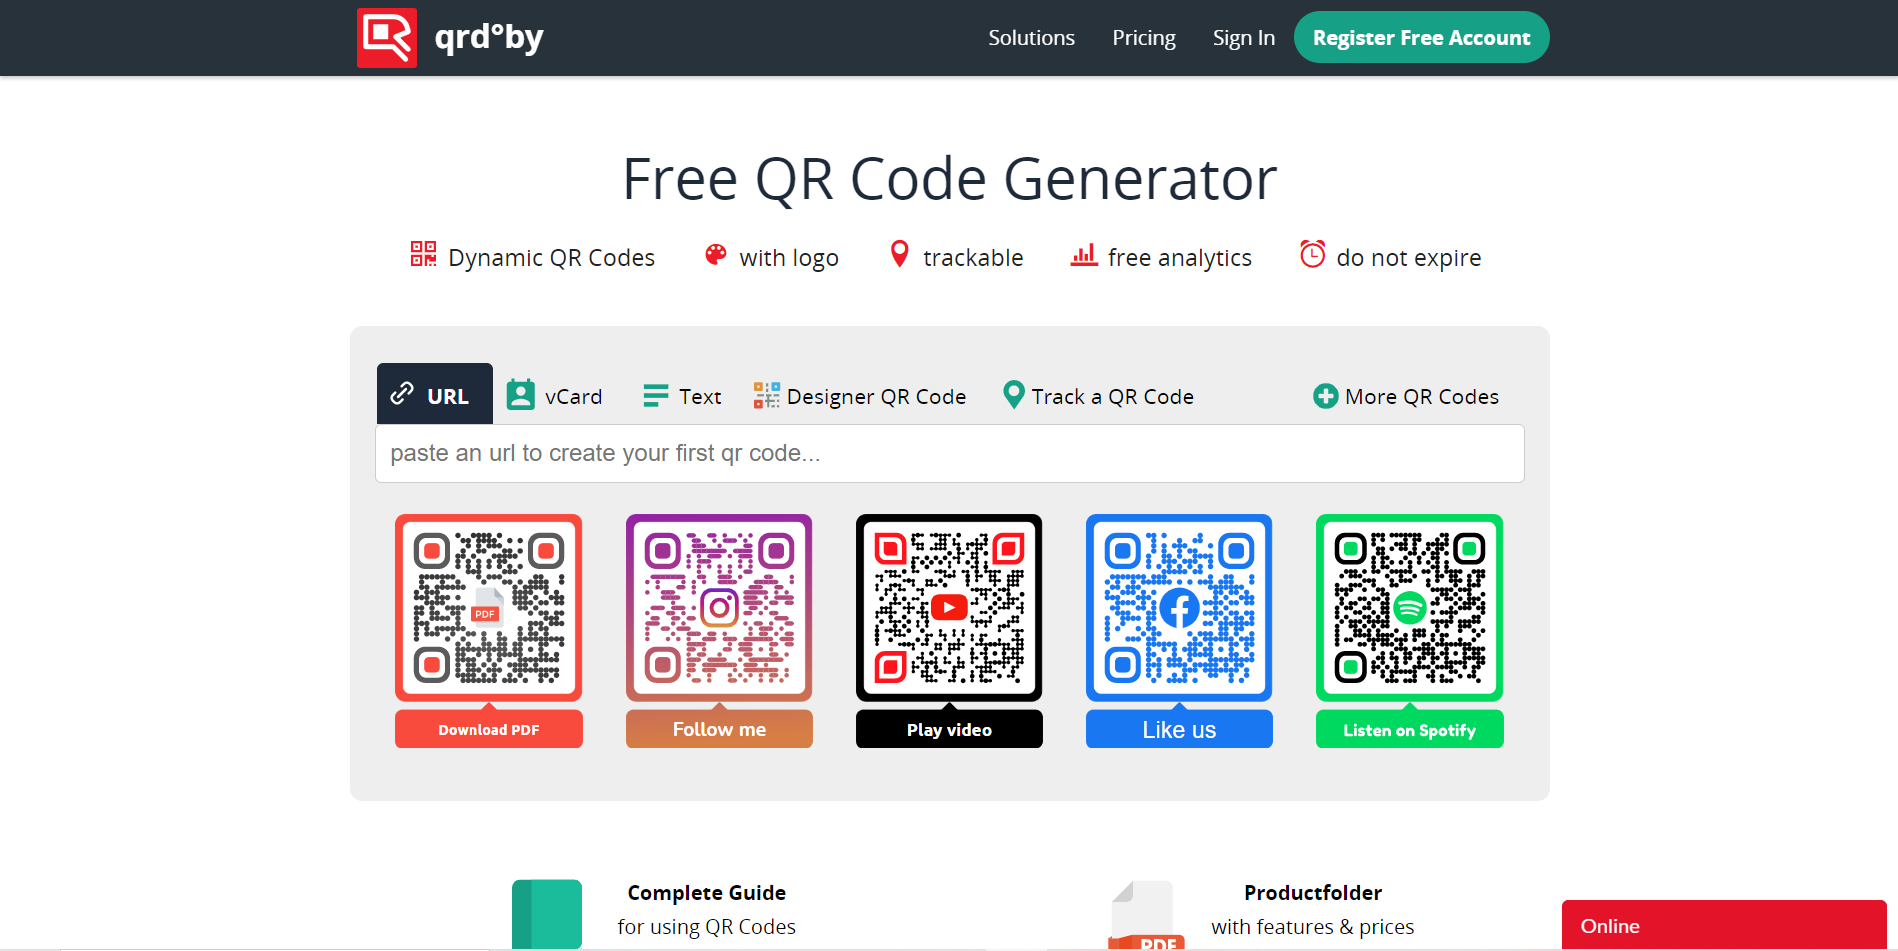 qrd°by
Solutions Pricing Sign In Register Free Account
Free QR Code Generator
Dynamic QR Codes with logo trackable free analytics do not expire
URL vCard Text Designer QR Code Track a QR Code More QR Codes
paste an url to create your first qr code...
PDF
Download PDF Follow me Play video Like us Listen on Spotify
Complete Guide
for using QR Codes
Productfolder
with features & prices
PDF
Online